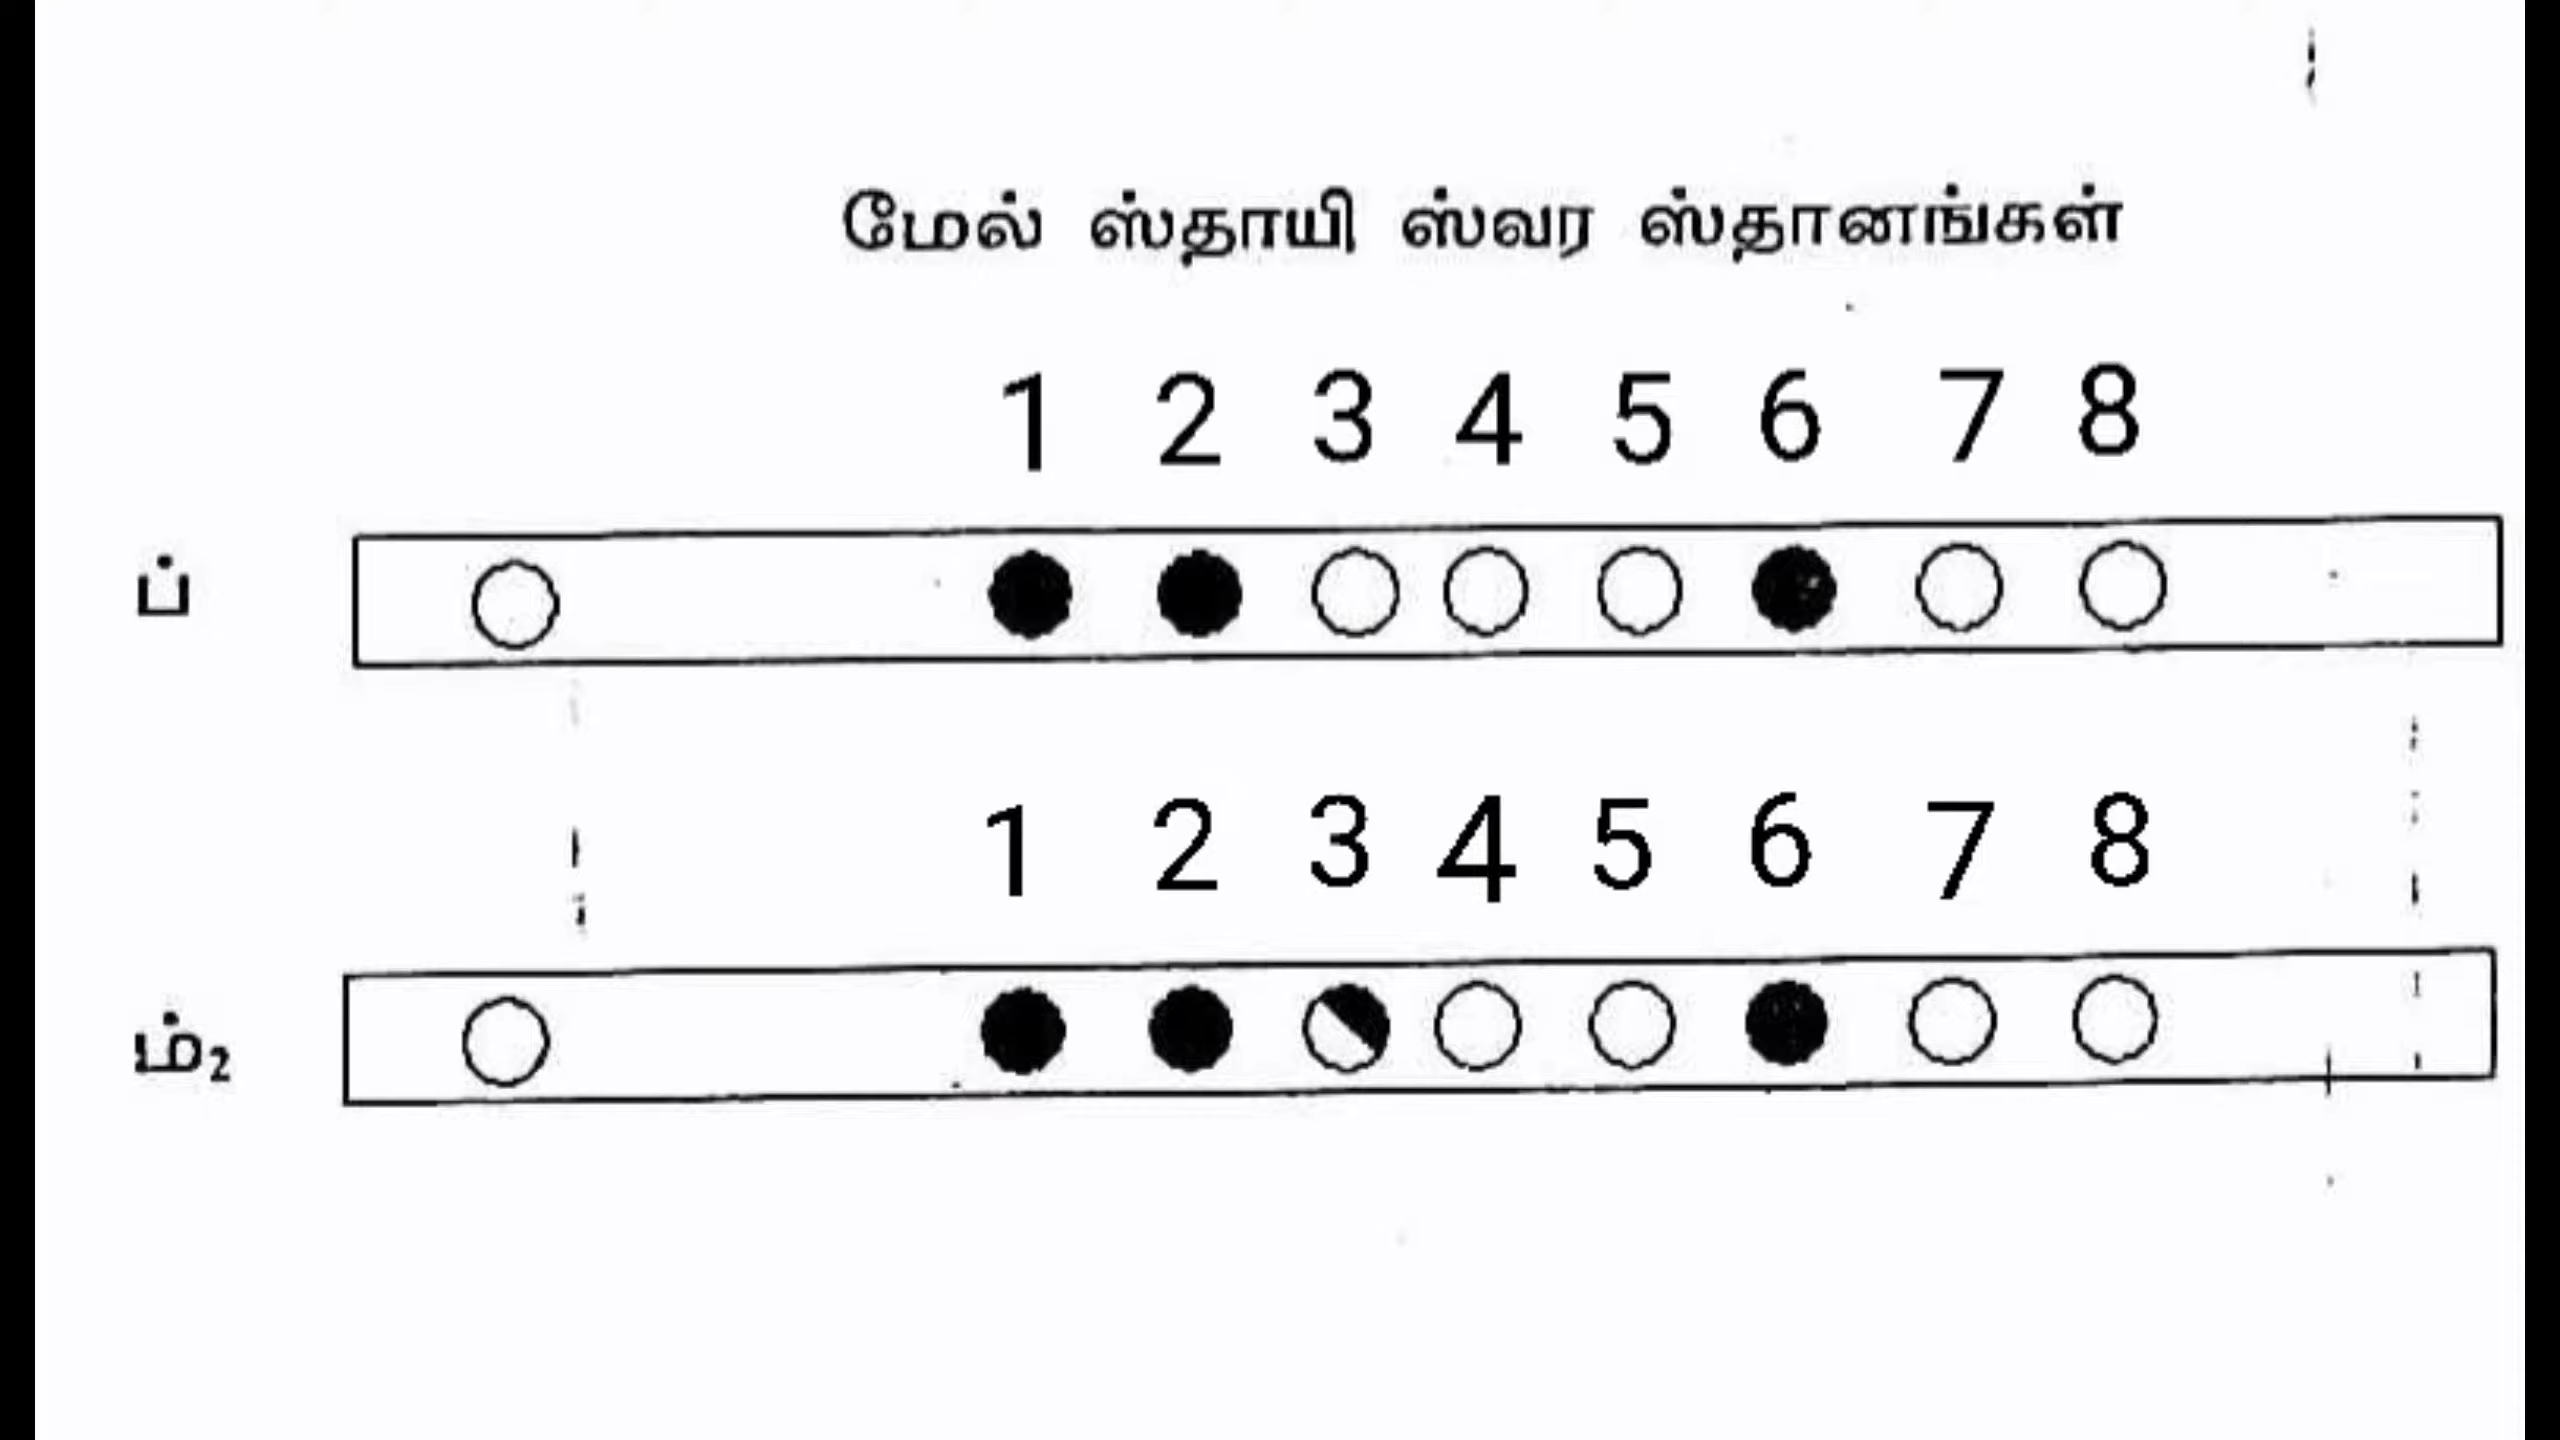 மேல் ஸ்தாயி ஸ்வர ஸ்தானங்கள்
1 2 3 4 5 6 7 8
ப்
1 2 3 4 5 6 7 8
ம்2